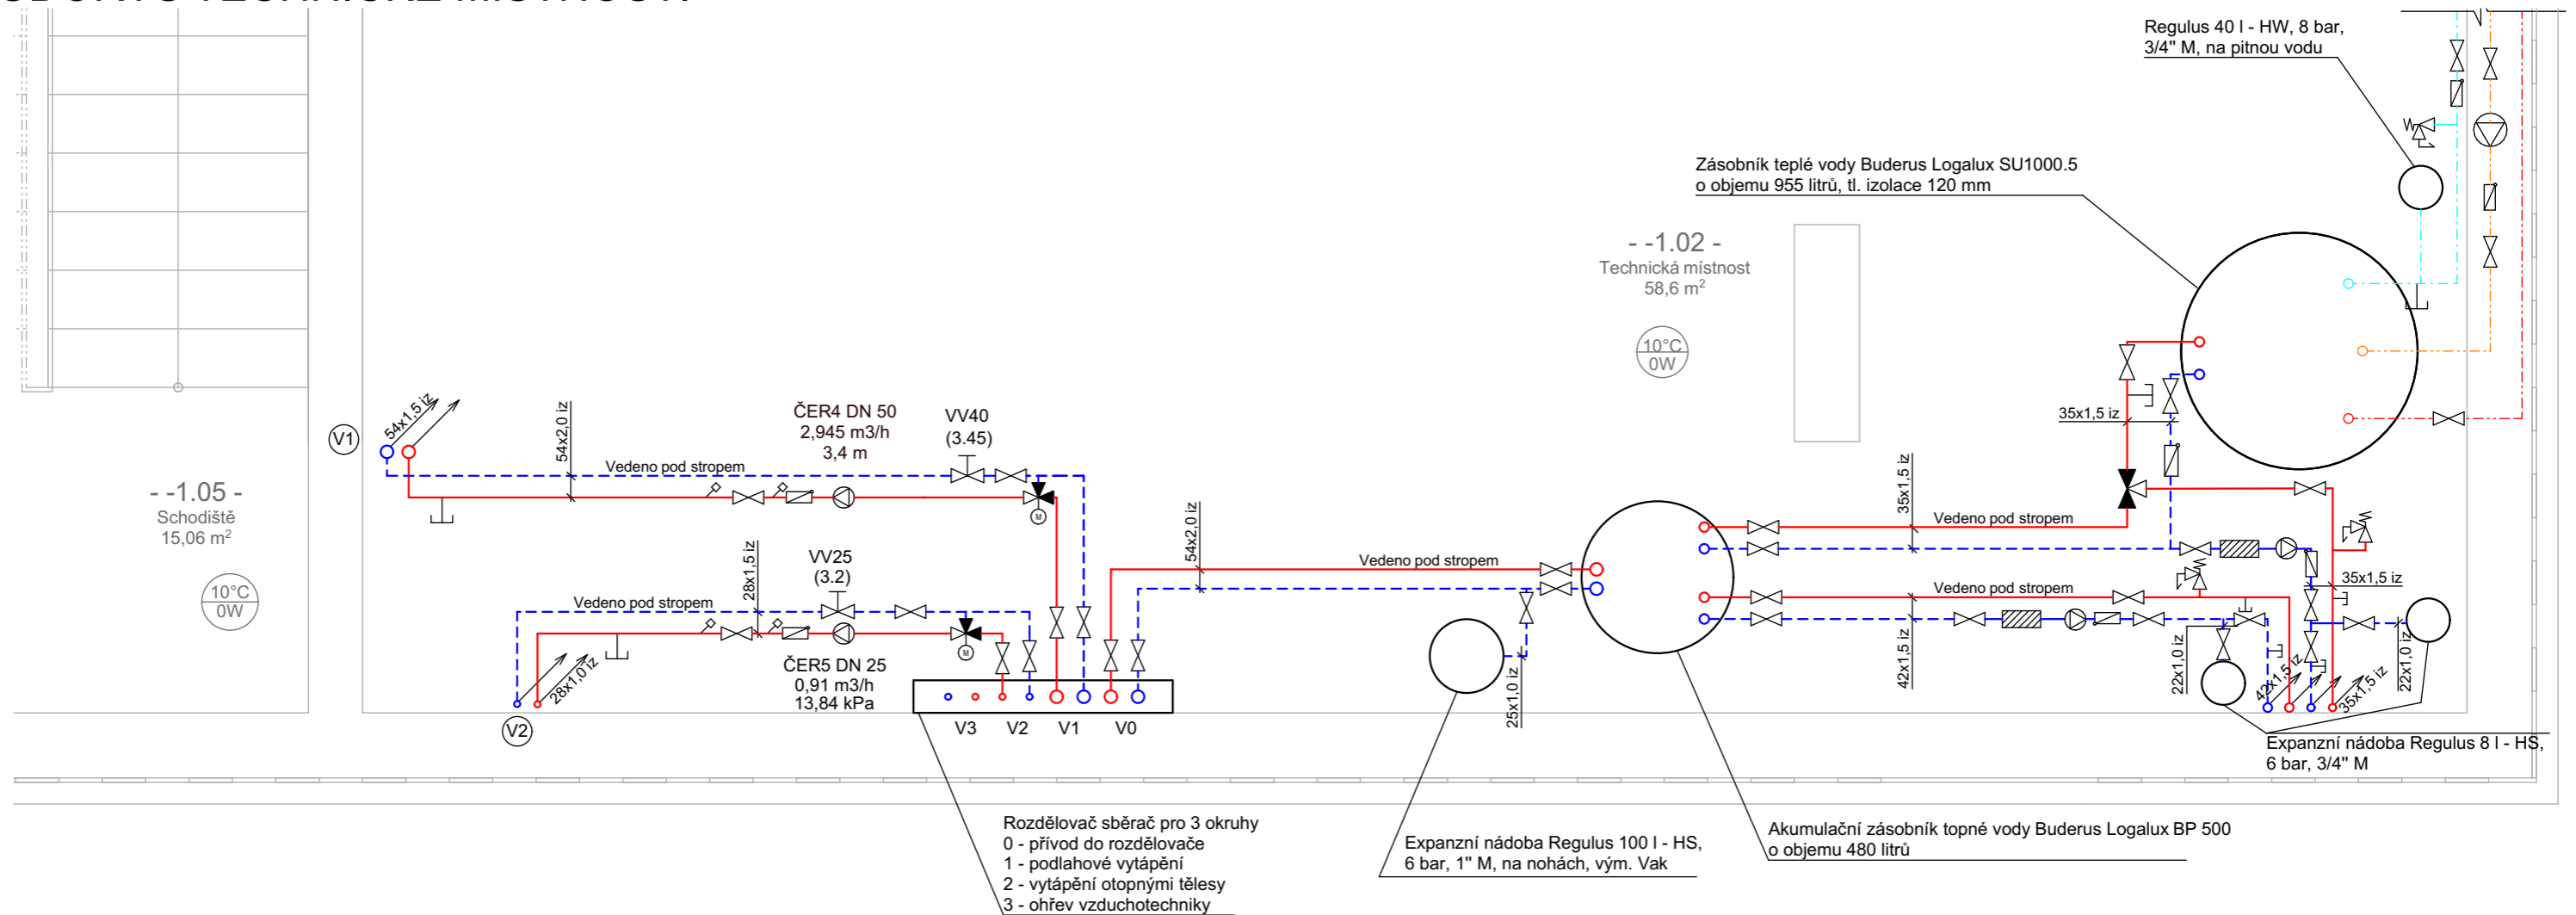 Regulus 40 l - HW, 8 bar,
3/4" M, na pitnou vodu
Zásobník teplé vody Buderus Logalux SU1000.5
o objemu 955 litrů, tl. izolace 120 mm
- -1.02 -
Technická místnost
58,6 m²
10°C
0W
35x1,5 iz
V1
54x1,5 iz
54x2,0 iz
Vedeno pod stropem
ČER4 DN 50
2,945 m3/h
3,4 m
VV40
(3.45)
M
- -1.05 -
Schodiště
15,06 m²
10°C
0W
28x1,5 iz
Vedeno pod stropem
VV25
(3.2)
M
ČER5 DN 25
0,91 m3/h
13,84 kPa
28x1,0 iz
V2
V3
V2
V1
V0
54x2,0 iz
Vedeno pod stropem
25x1,0 iz
35x1,5 iz
Vedeno pod stropem
Vedeno pod stropem
42x1,5 iz
35x1,5 iz
22x1,0 iz
42x1,5 iz
35x1,5 iz
22x1,0 iz
Expanzní nádoba Regulus 8 l - HS,
6 bar, 3/4" M
Rozdělovač sběrač pro 3 okruhy
0 - přívod do rozdělovače
1 - podlahové vytápění
2 - vytápění otopnými tělesy
3 - ohřev vzduchotechniky
Expanzní nádoba Regulus 100 l - HS,
6 bar, 1" M, na nohách, vým. Vak
Akumulační zásobník topné vody Buderus Logalux BP 500
o objemu 480 litrů